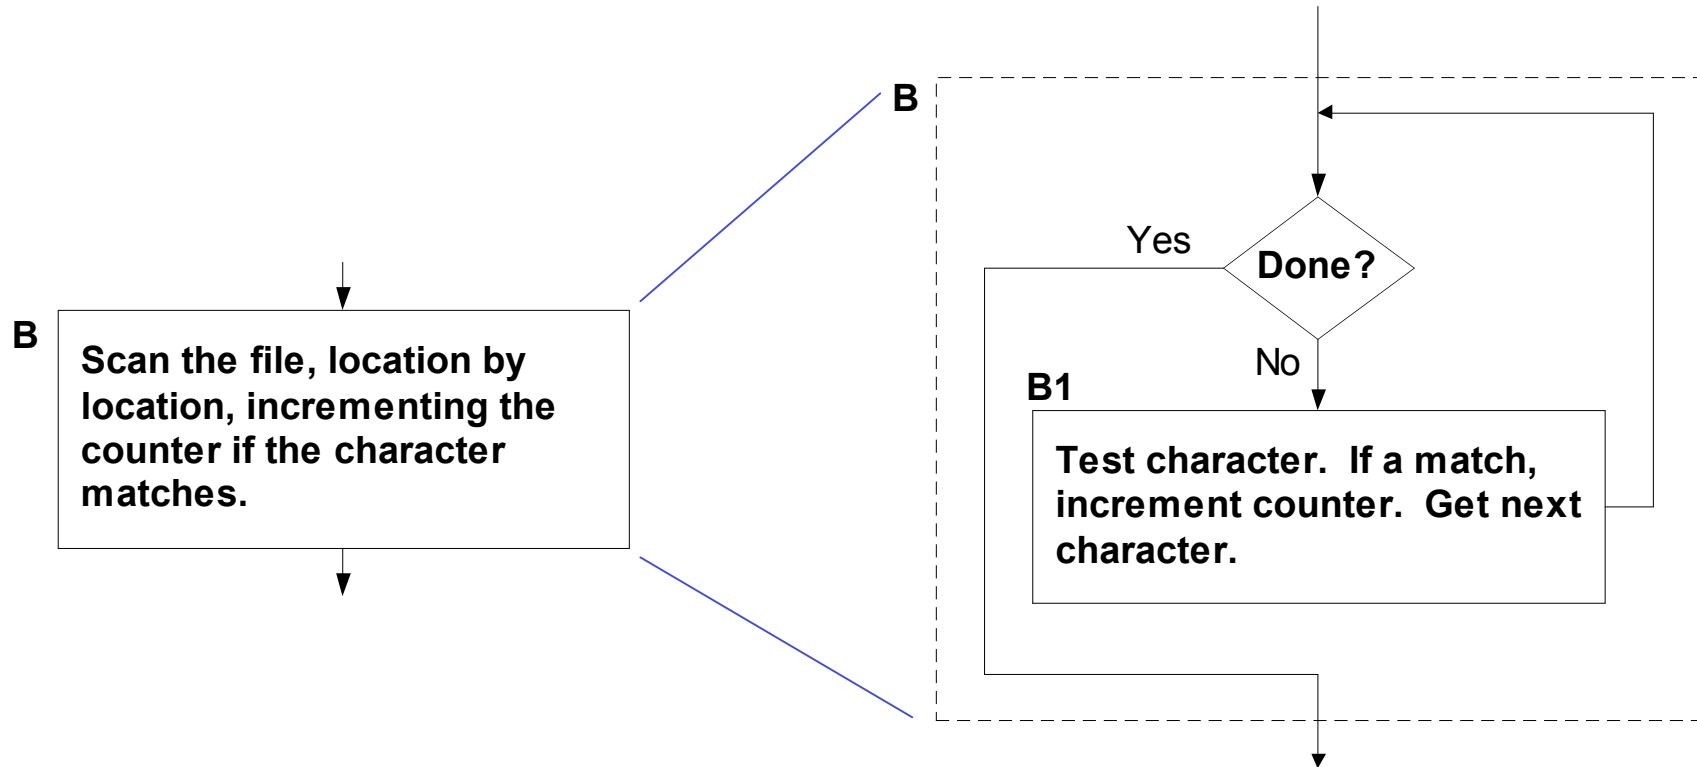 B
Scan the file, location by
location, incrementing the
counter if the character
matches.
B
Yes
Done?
No
B1
Test character.  If a match,
increment counter.  Get next
character.